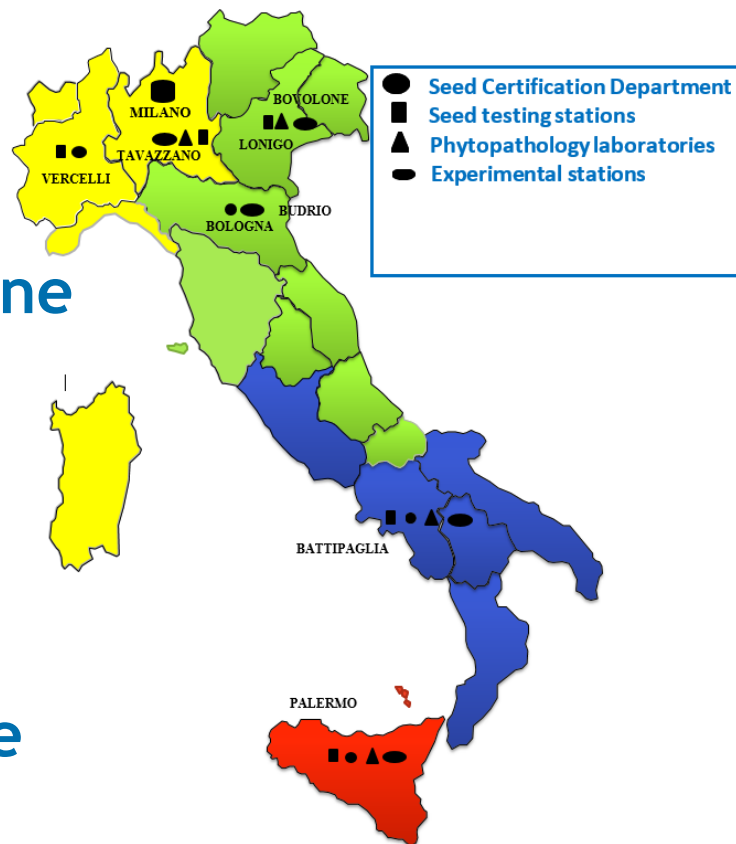 Seed Certification Department
Seed testing stations
Phytopathology laboratories
Experimental stations
BOVOLONE
MILANO
LONIGO
TAVAZZANO
VERCELLI
BUDRIO
BOLOGNA
ne
BATTIPAGLIA
PALERMO
e